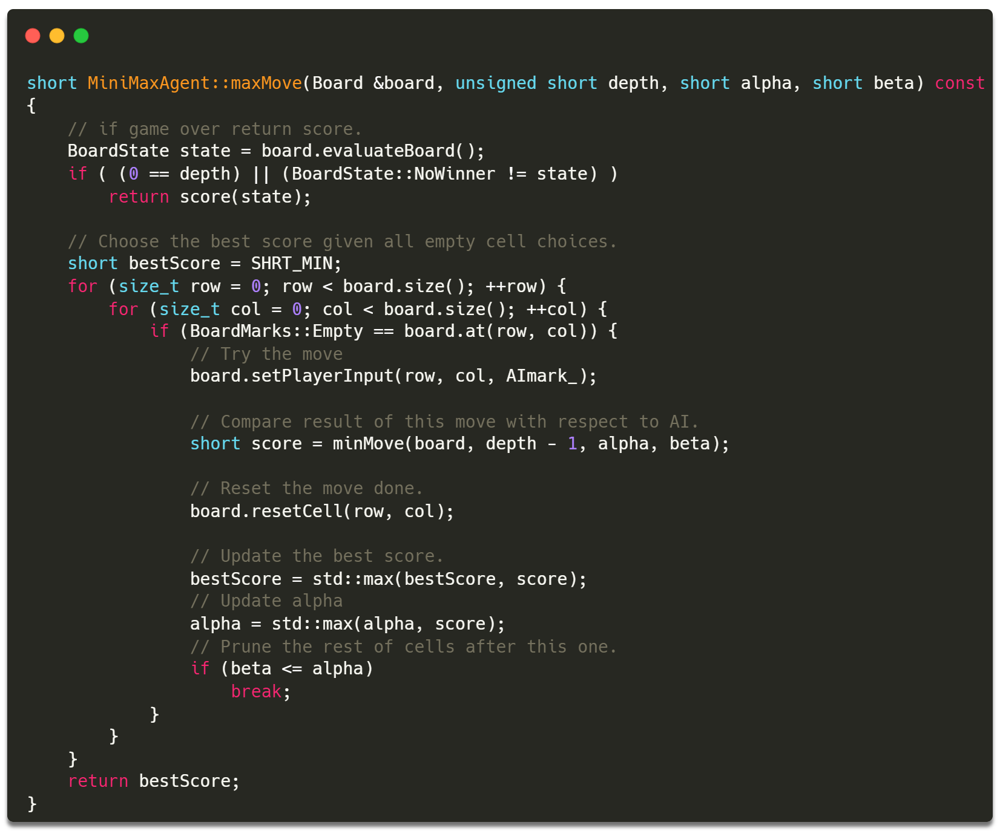 short MiniMaxAgent::maxMove(Board &board, unsigned short depth, short alpha, short beta) const
{
    // if game over return score.
    BoardState state = board.evaluateBoard();
    if ( (0 == depth) || (BoardState::NoWinner != state) )
        return score(state);

    // Choose the best score given all empty cell choices.
    short bestScore = SHRT_MIN;
    for (size_t row = 0; row < board.size(); ++row) {
        for (size_t col = 0; col < board.size(); ++col) {
            if (BoardMarks::Empty == board.at(row, col)) {
                // Try the move
                board.setPlayerInput(row, col, AImark_);

                // Compare result of this move with respect to AI.
                short score = minMove(board, depth - 1, alpha, beta);

                // Reset the move done.
                board.resetCell(row, col);

                // Update the best score.
                bestScore = std::max(bestScore, score);
                // Update alpha
                alpha = std::max(alpha, score);
                // Prune the rest of cells after this one.
                if (beta <= alpha)
                    break;
            }
        }
    }
    return bestScore;
}